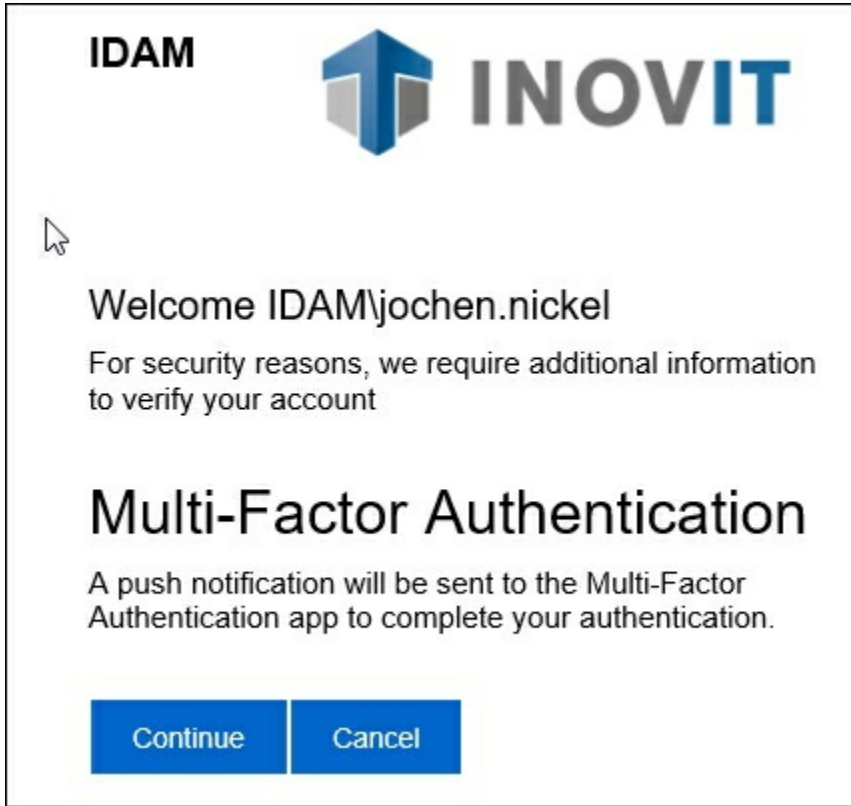 IDAM
INOVIT
Welcome IDAM\jochen.nickel
For security reasons, we require additional information
to verify your account
Multi-Factor Authentication
A push notification will be sent to the Multi-Factor
Authentication app to complete your authentication.
Continue Cancel